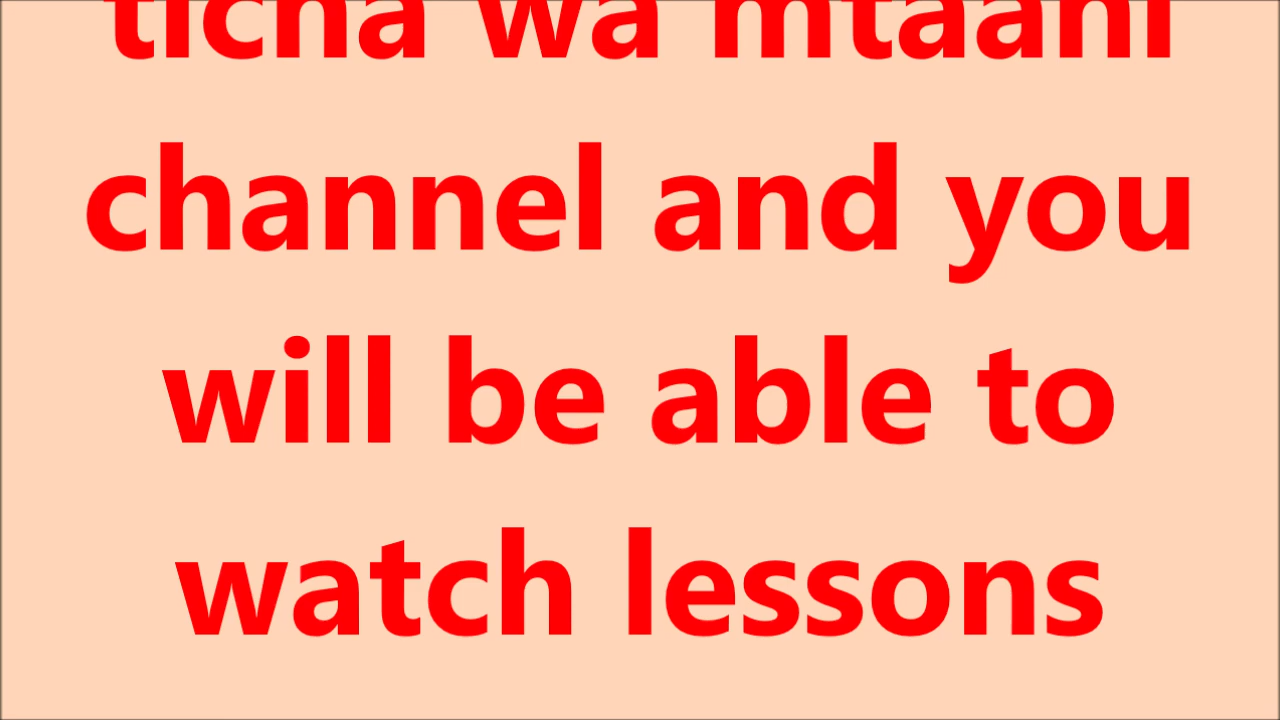 ticha wa mtaani
channel and you
will be able to
watch lessons